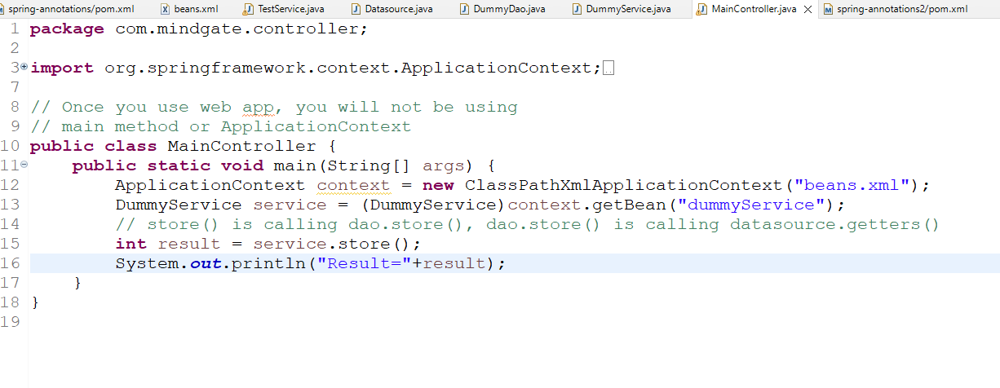 spring-annotations/pom.xml beans.xml TestService.java Datasource.java DummyDao.java DummyService.java MainController.java spring-annotations2/pom.xml
1 package com.mindgate.controller;
2
3 import org.springframework.context.ApplicationContext;
7
8 // Once you use web app, you will not be using
9 // main method or ApplicationContext
10 public class MainController {
11 public static void main(String[] args) {
12 ApplicationContext context = new ClassPathXmlApplicationContext("beans.xml");
13 DummyService service = (DummyService)context.getBean("dummyService");
14 // store() is calling dao.store(), dao.store() is calling datasource.getters()
15 int result = service.store();
16 System.out.println("Result="+result);
17 }
18 }
19